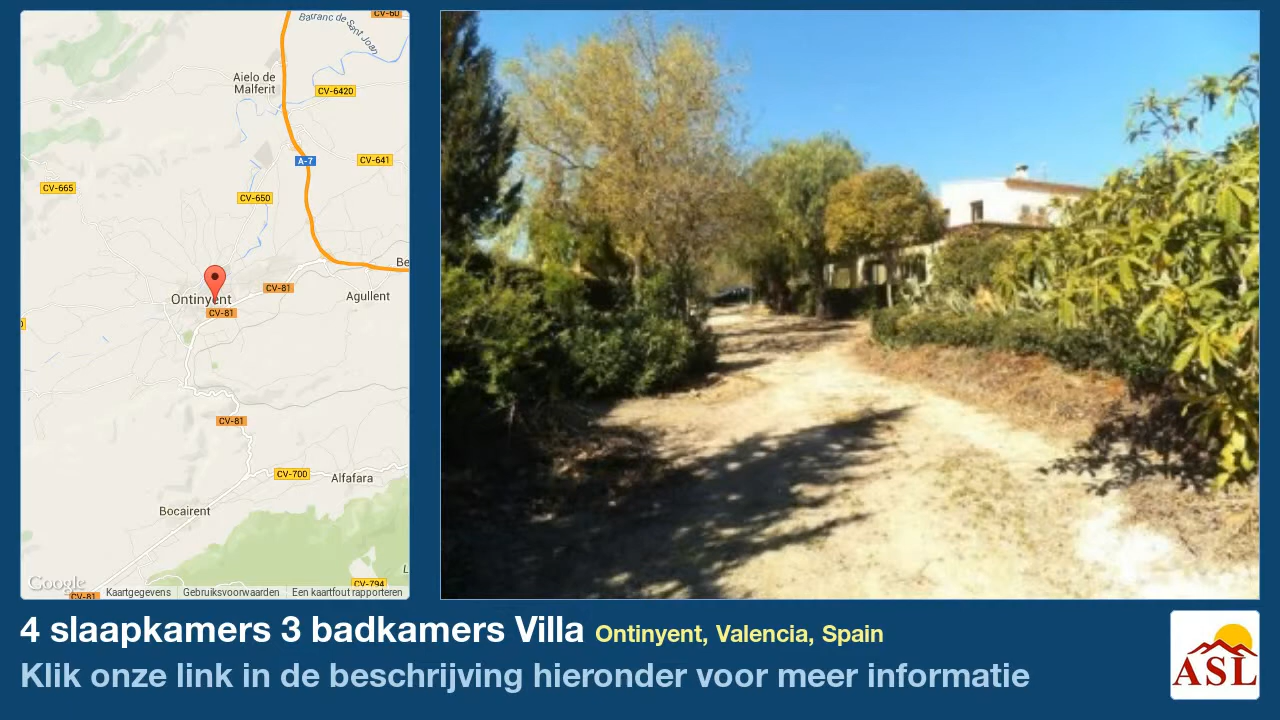 CV-60
Barranc de Sant Joan
Aielo de
Malferit
CV-6420
A-7
CV-641
CV-665
CV-650
Be
CV-81
Ontinyent
Agullent
CV-81
CV-81
CV-700
Alfafara
Bocairent
CV-794
L
Google
CV-81
Kaartgegevens
Gebruiksvoorwaarden
Een kaartfout rapporteren
4 slaapkamers 3 badkamers Villa Ontinyent, Valencia, Spain
Klik onze link in de beschrijving hieronder voor meer informatie
ASL